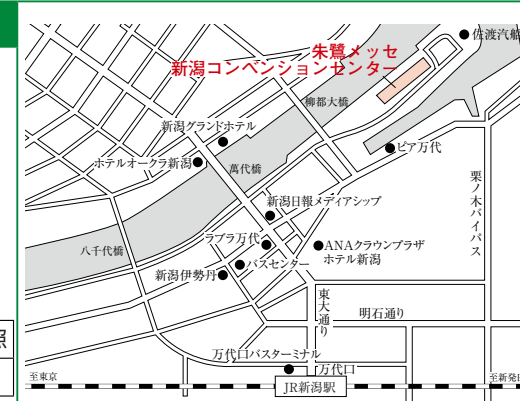 佐渡汽船
朱鷺メッセ
新潟コンベンションセンター
柳都大橋
新潟グランドホテル
ピア万代
ホテルオークラ新潟
萬代橋
栗ノ木バイパス
新潟日報メディアシップ
八千代橋
ラブラ万代
ANAクラウンプラザ
ホテル新潟
バスセンター
新潟伊勢丹
東大通り
明石通り
万代口バスターミナル
万代口
至東京
JR新潟駅
至新発田
照